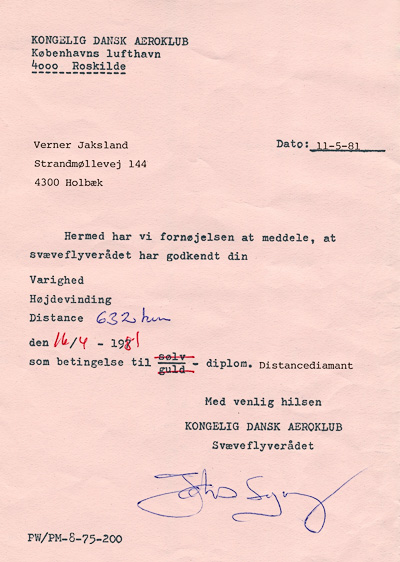 KONGELIG DANSK AEROKLUB
Københavns lufthavn
4000 Roskilde
Verner Jaksland
Strandmøllevej 144
4300 Holbæk
Dato: 11-5-81
Hermed har vi fornøjelsen at meddele, at
svæveflyverådet har godkendt din
Varighed
Højdevinding
Distance 632 km
den 16/4 - 1981
som betingelse til sølv
guld - diplom. Distancediamant
Med venlig hilsen
KONGELIG DANSK AEROKLUB
Svæveflyverådet
PW/PM-8-75-200